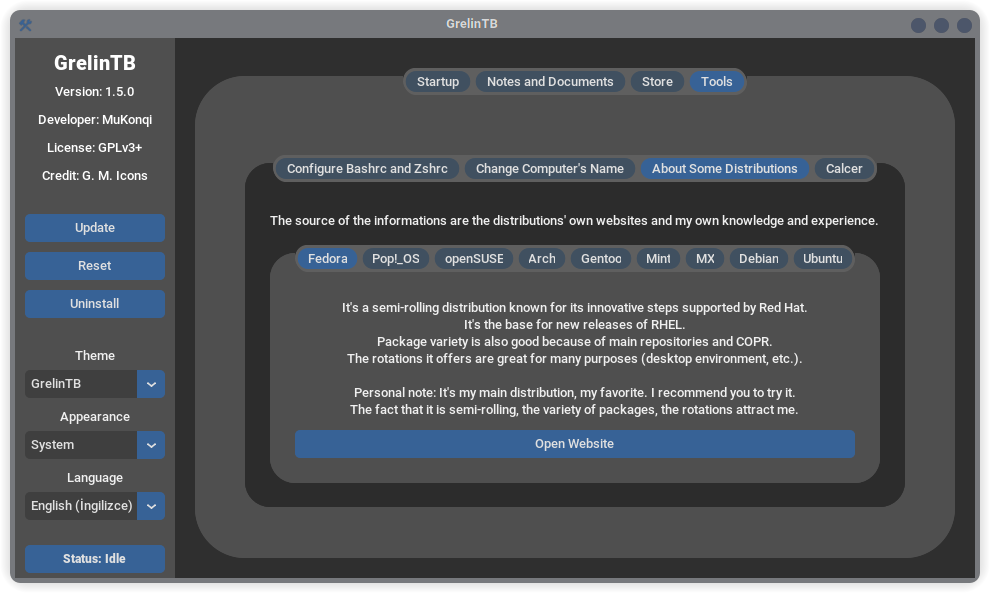 GrelinTB
GrelinTB
Version: 1.5.0
Developer: MuKonqi
License: GPLv3+
Credit: G. M. Icons
Update
Reset
Uninstall
Theme
GrelinTB
Appearance
System
Language
English (İngilizce)
Status: Idle
Startup Notes and Documents Store Tools
Configure Bashrc and Zshrc Change Computer's Name About Some Distributions Calcer
The source of the informations are the distributions' own websites and my own knowledge and experience.
Fedora Pop!_OS openSUSE Arch Gentoo Mint MX Debian Ubuntu
It's a semi-rolling distribution known for its innovative steps supported by Red Hat.
It's the base for new releases of RHEL.
Package variety is also good because of main repositories and COPR.
The rotations it offers are great for many purposes (desktop environment, etc.).
Personal note: It's my main distribution, my favorite. I recommend you to try it.
The fact that it is semi-rolling, the variety of packages, the rotations attract me.
Open Website